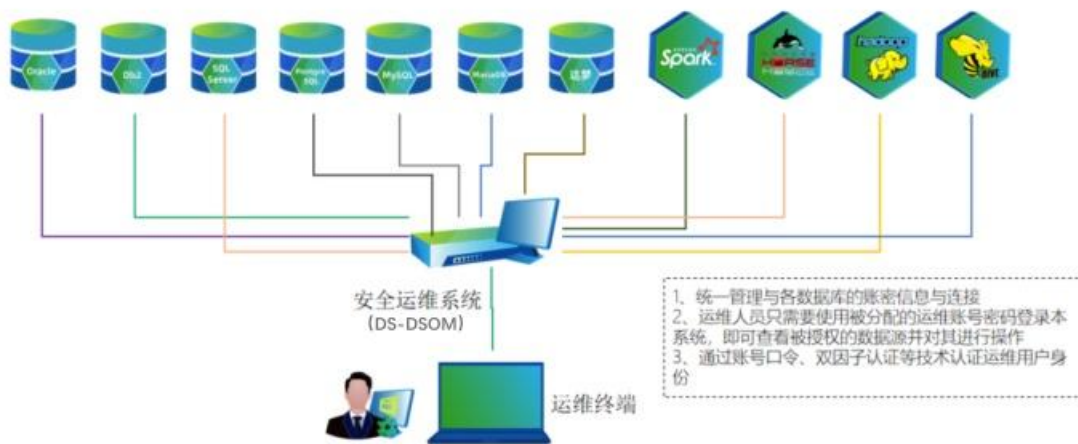 Oracle
Db2
SQL
Server
Postgre
SQL
MySQL
MariaDB
达梦
Spark
HBASE
hadoop
HIVE
安全运维系统
(DS-DSOM)
1、统一管理与各数据库的账密信息与连接
2、运维人员只需要使用被分配的运维账号密码登录本
系统，即可查看被授权的数据源并对其进行操作
3、通过账号口令、双因子认证等技术认证运维用户身
份
运维终端